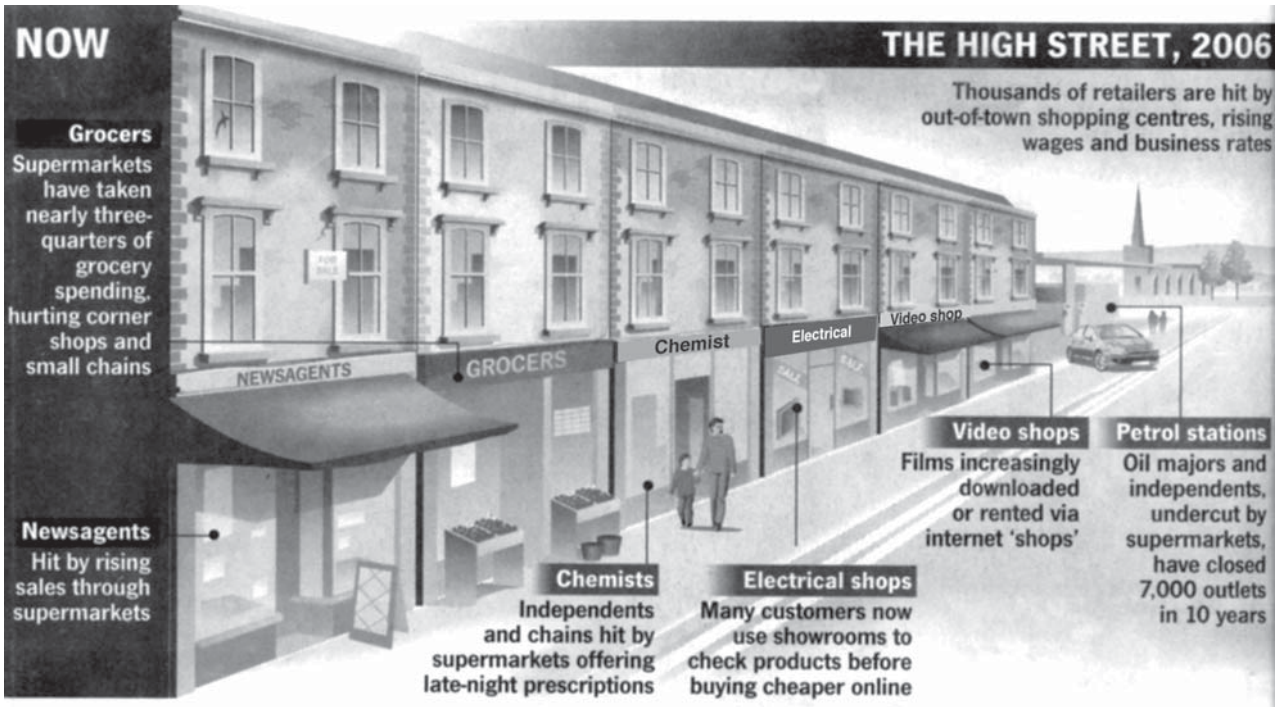 NOW
THE HIGH STREET, 2006
Thousands of retailers are hit by
out-of-town shopping centres, rising
wages and business rates
Grocers
Supermarkets
have taken
nearly three-
quarters of
grocery
spending,
hurting corner
shops and
small chains
FOR
SALE
NEWSAGENTS
GROCERS
Chemist
Electrical
Video shop
SALE
SALE
Newsagents
Hit by rising
sales through
supermarkets
Chemists
Independents
and chains hit by
supermarkets offering
late-night prescriptions
Electrical shops
Many customers now
use showrooms to
check products before
buying cheaper online
Video shops
Films increasingly
downloaded
or rented via
internet ‘shops’
Petrol stations
Oil majors and
independents,
undercut by
supermarkets,
have closed
7,000 outlets
in 10 years